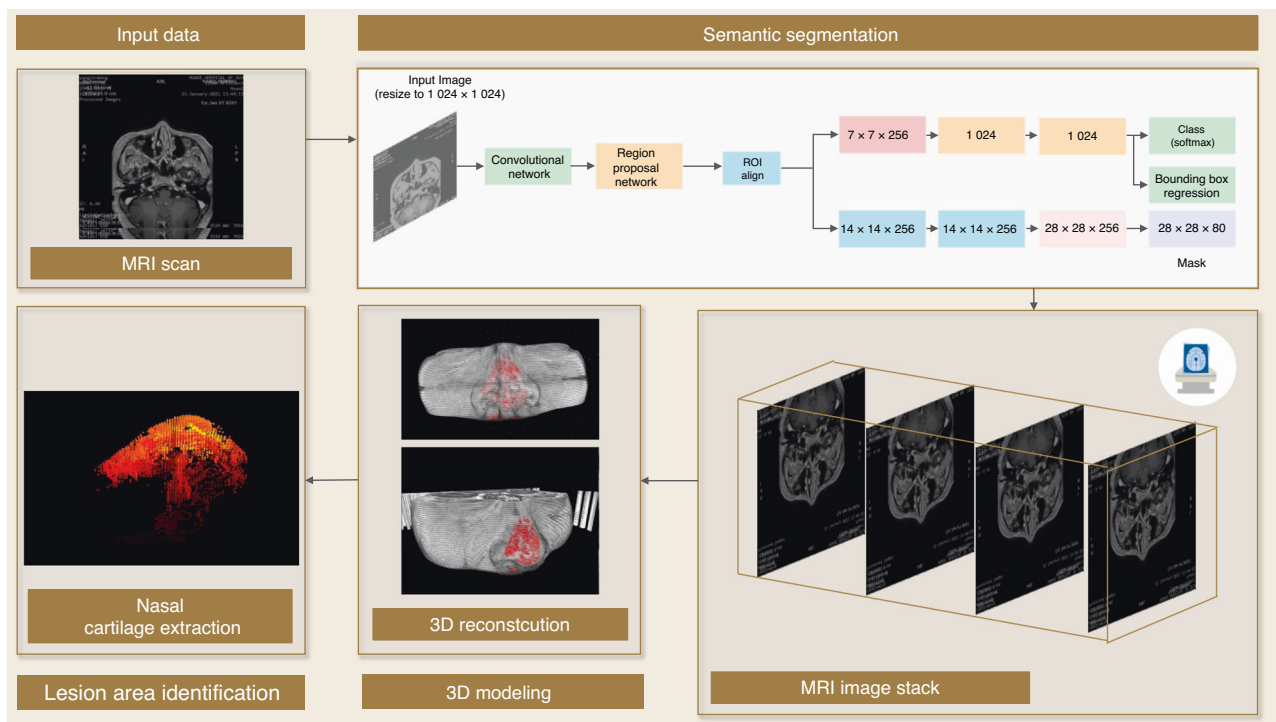 Input data
Semantic segmentation
MRI scan
Input Image
(resize to 1 024 × 1 024)
Convolutional
network
Region
proposal
network
ROI
align
7 × 7 × 256
1 024
1 024
Class
(softmax)
Bounding box
regression
14 × 14 × 256
14 × 14 × 256
28 × 28 × 256
28 × 28 × 80
Mask
Nasal
cartilage extraction
3D reconstcution
Lesion area identification
3D modeling
MRI image stack